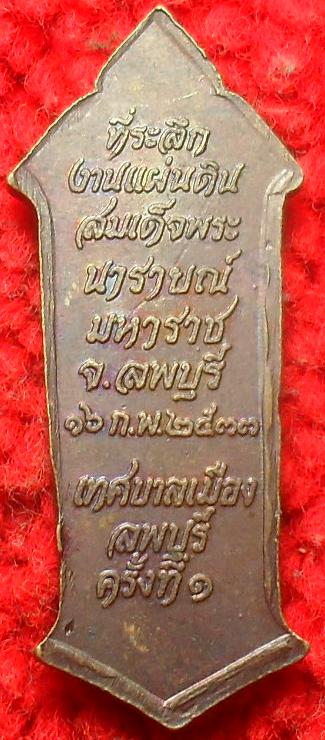 ที่ระลึก
งานแผ่นดิน
สมเด็จพระ
นารายณ์
มหาราช
จ.ลพบุรี
๑๖ ก.พ.๒๕๓๓
เทศบาลเมือง
ลพบุรี
ครั้งที่ ๑